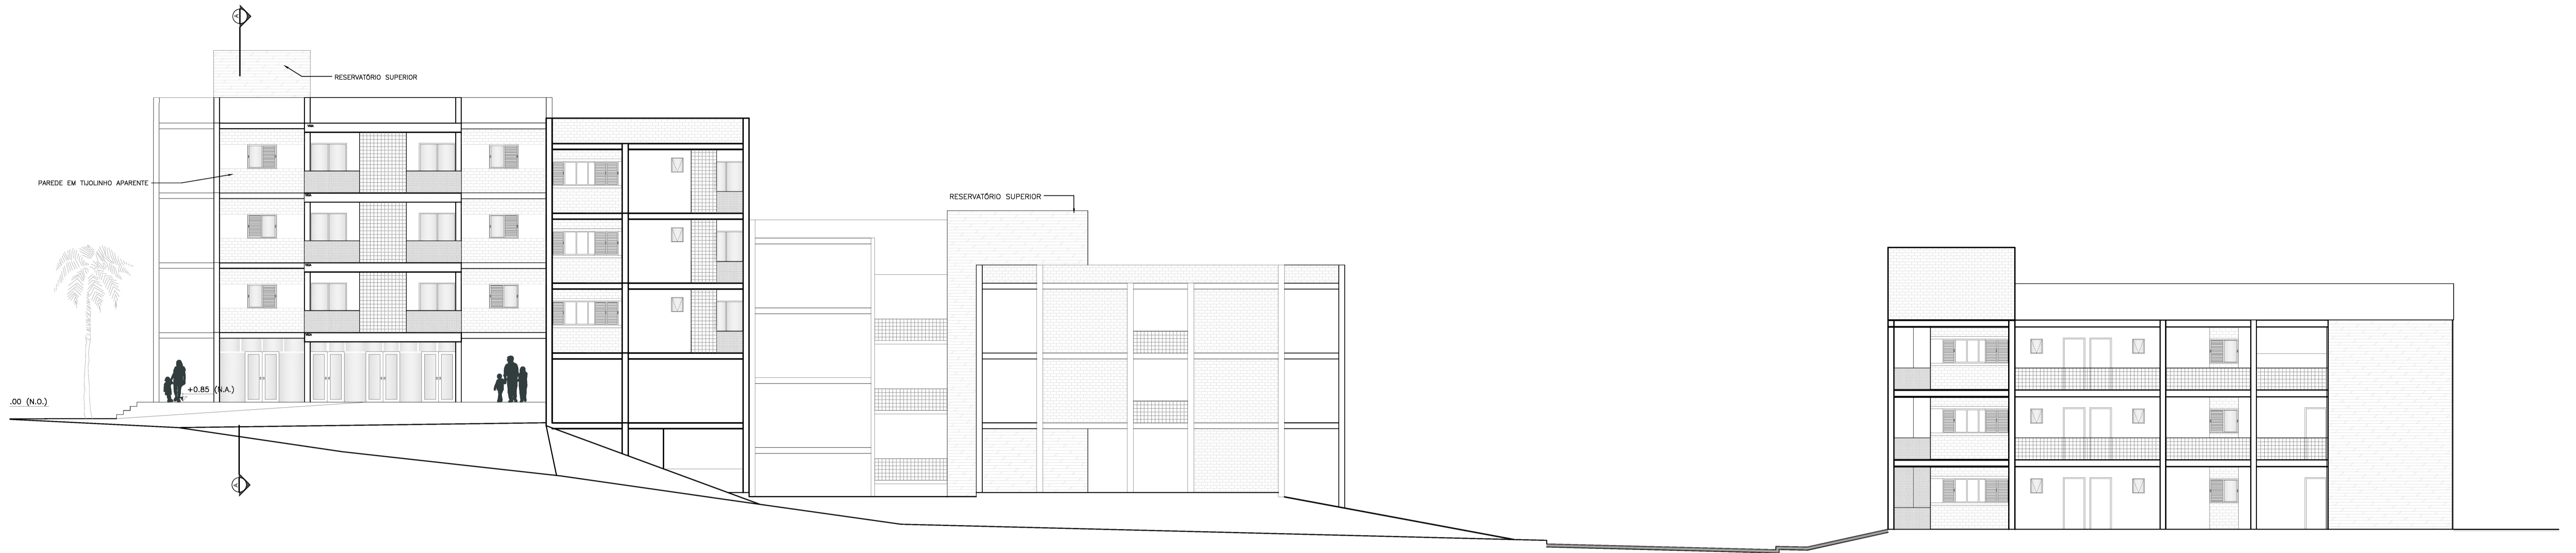 A
RESERVATÓRIO SUPERIOR
PAREDE EM TIJOLINHO APARENTE
RESERVATÓRIO SUPERIOR
+0.85 (N.A.)
.00 (N.O.)
A